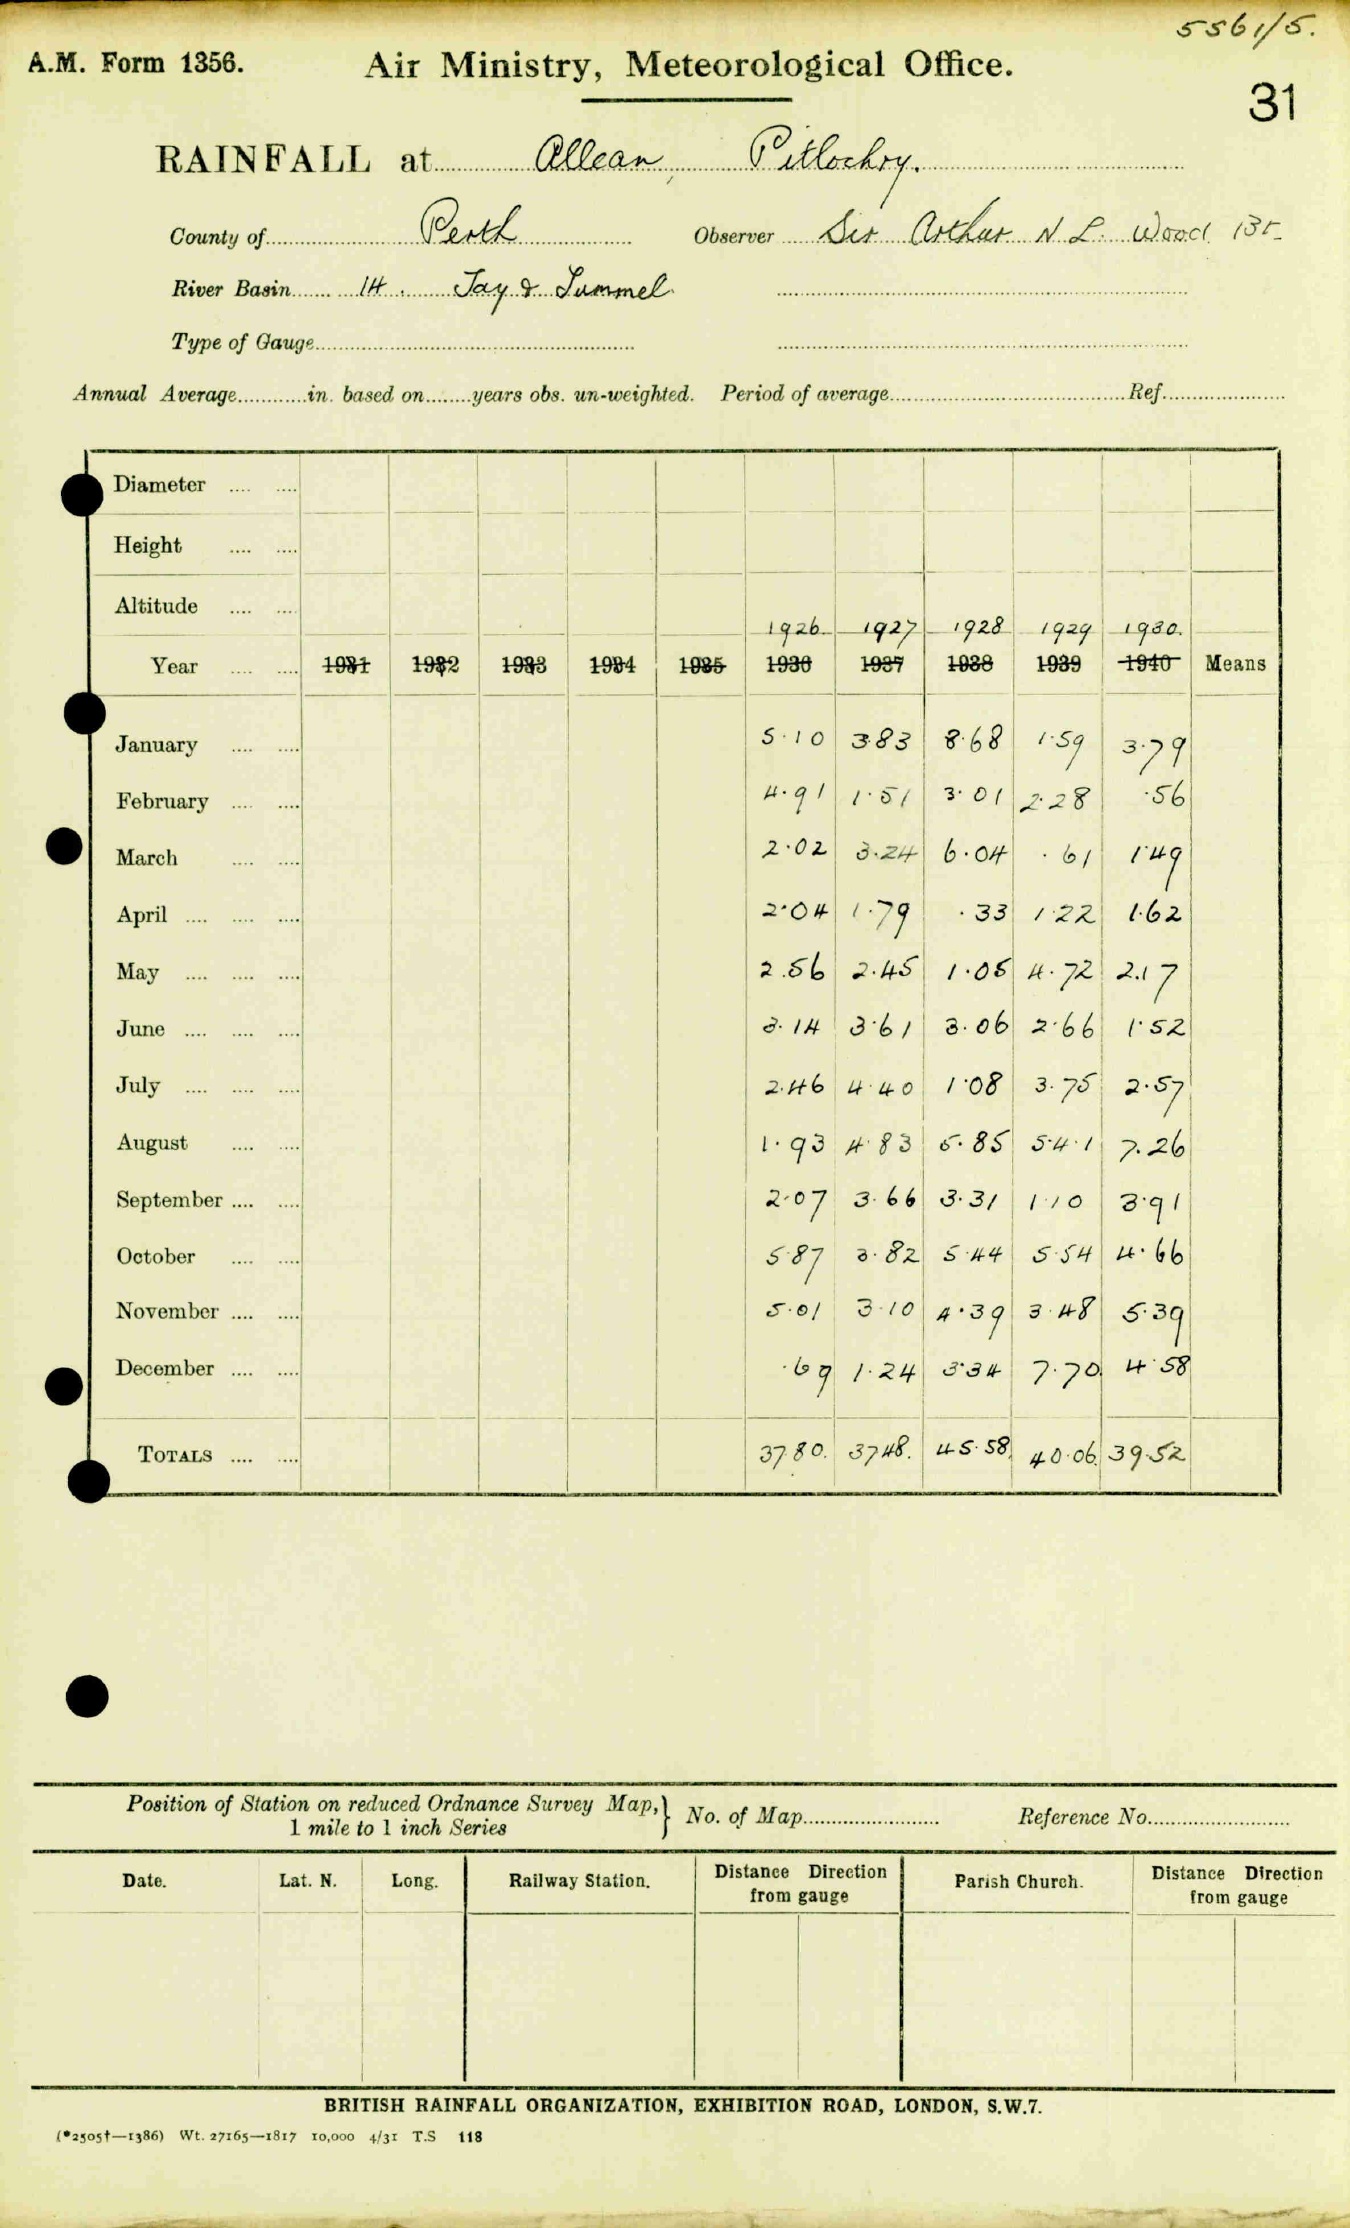 5561/5.
A.M. Form 1356. Air Ministry, Meteorological Office.
31
RAINFALL at Allean, Pitlochry.
County of Perth Observer Sir Arthur N L. Wood Bt.
River Basin 14. Tay & Tummel
Type of Gauge
Annual Average in. based on years obs. un-weighted. Period of average Ref.
Diameter
Height
Altitude
1926 1927 1928 1929 1930.
Year 1931 1932 1933 1934 1935 1936 1937 1938 1939 1940 Means
January 5.10 3.83 8.68 1.59 3.79
February 4.91 1.51 3.01 2.28 .56
March 2.02 3.24 6.04 .61 1.49
April 2.04 1.79 .33 1.22 1.62
May 2.56 2.45 1.05 4.72 2.17
June 3.14 3.61 3.06 2.66 1.52
July 2.46 4.40 1.08 3.75 2.57
August 1.93 4.83 5.85 5.41 7.26
September 2.07 3.66 3.31 1.10 3.91
October 5.87 3.82 5.44 5.54 4.66
November 5.01 3.10 4.39 3.48 5.39
December .69 1.24 3.34 7.70 4.58
TOTALS 37.80. 37.48. 45.58. 40.06. 39.52
Position of Station on reduced Ordnance Survey Map,} No. of Map Reference No.
1 mile to 1 inch Series
Date. Lat. N. Long. Railway Station. Distance Direction from gauge Parish Church. Distance Direction from gauge
BRITISH RAINFALL ORGANIZATION, EXHIBITION ROAD, LONDON, S.W.7.
(*2505†—1386) Wt. 27165—1817 10,000 4/31 T.S 118